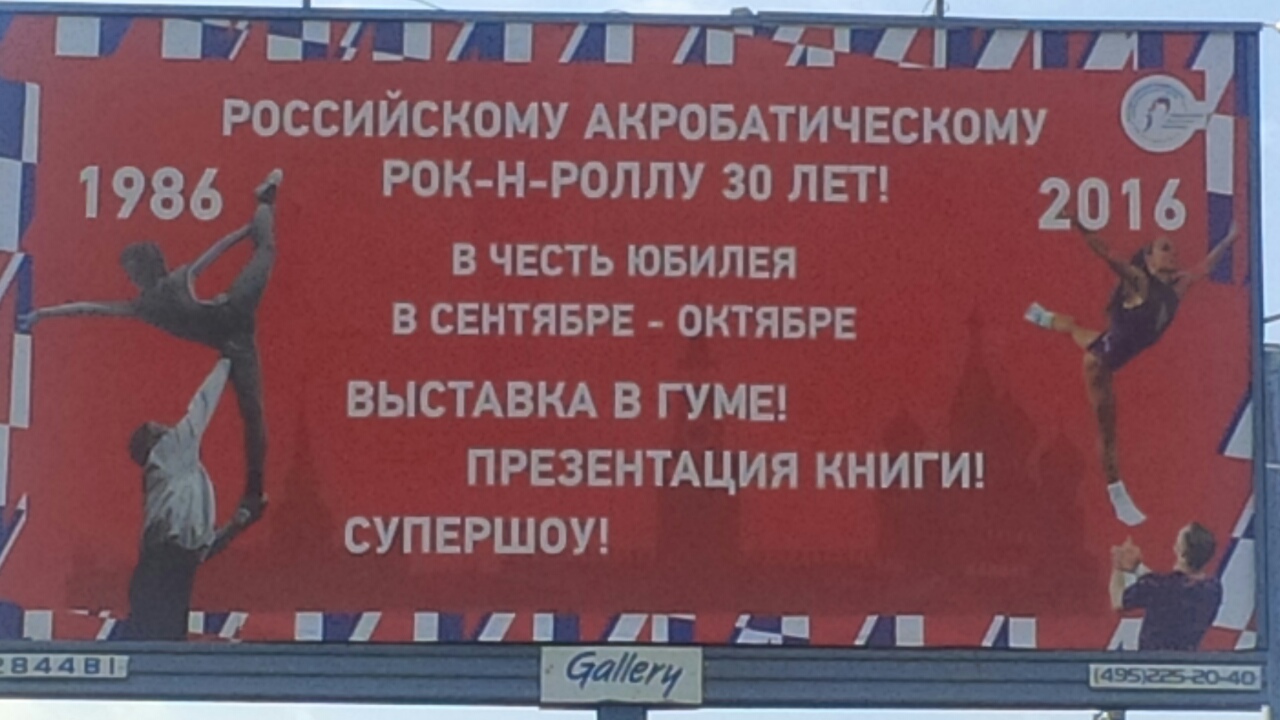 РОССИЙСКОМУ АКРОБАТИЧЕСКОМУ
РОК-Н-РОЛЛУ 30 ЛЕТ!
1986
2016
В ЧЕСТЬ ЮБИЛЕЯ
В СЕНТЯБРЕ - ОКТЯБРЕ
ВЫСТАВКА В ГУМЕ!
ПРЕЗЕНТАЦИЯ КНИГИ!
СУПЕРШОУ!
2844B1
Gallery
(495)225-20-40